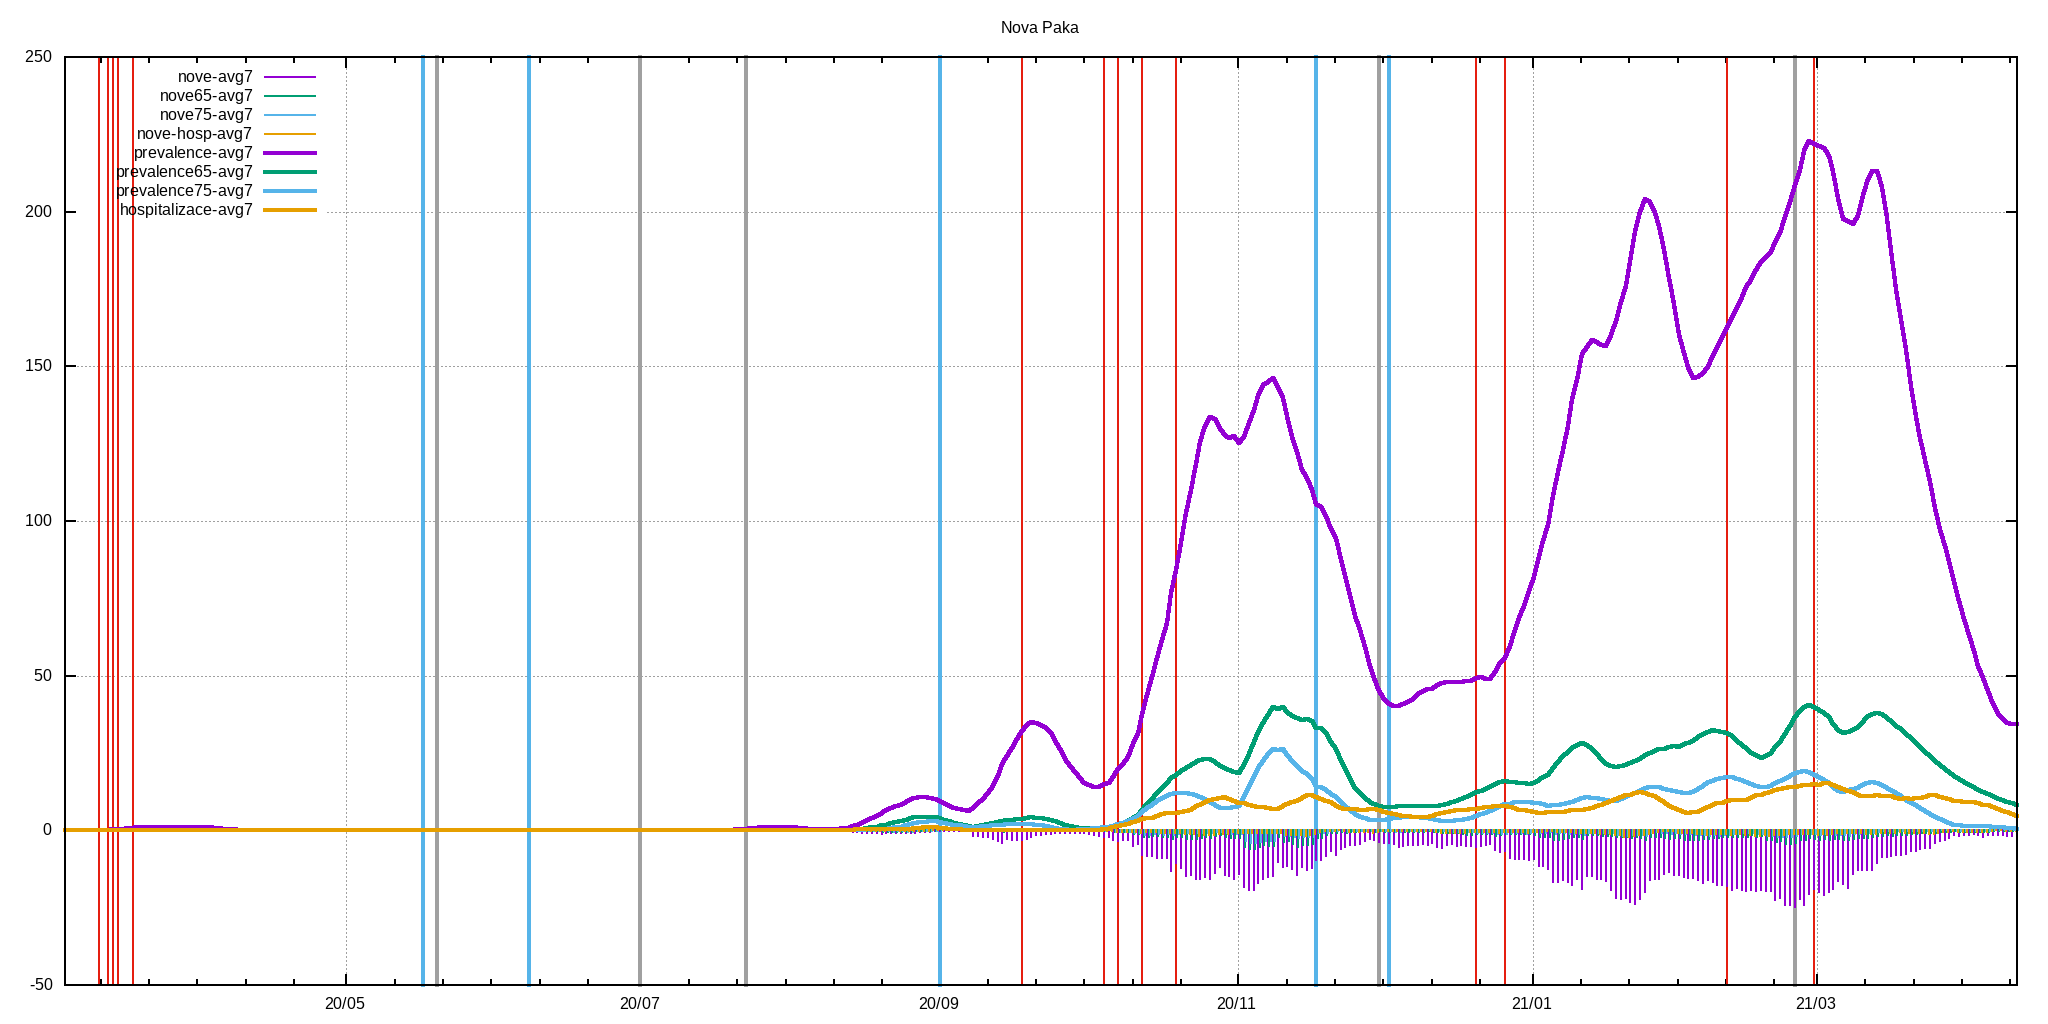 Nova Paka
250
nove-avg7
nove65-avg7
nove75-avg7
nove-hosp-avg7
prevalence-avg7
prevalence65-avg7
prevalence75-avg7
hospitalizace-avg7
200
150
100
50
0
-50
20/05
20/07
20/09
20/11
21/01
21/03